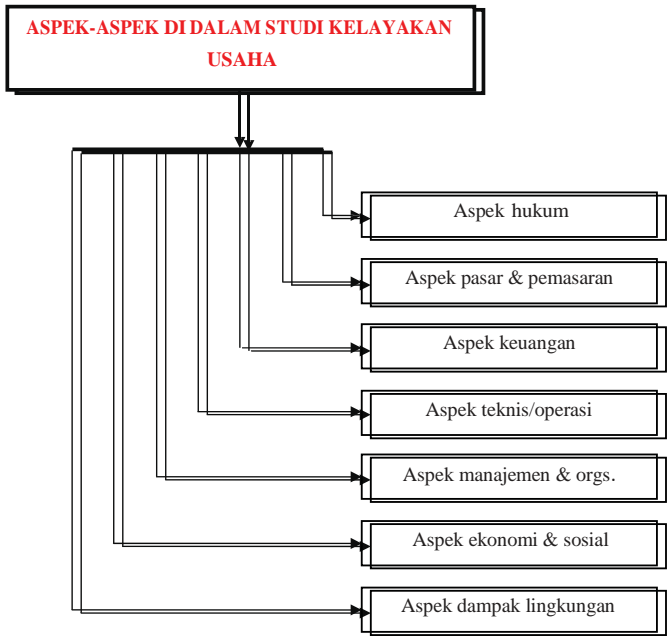 ASPEK-ASPEK DI DALAM STUDI KELAYAKAN
USAHA
Aspek hukum
Aspek pasar & pemasaran
Aspek keuangan
Aspek teknis/operasi
Aspek manajemen & orgs.
Aspek ekonomi & sosial
Aspek dampak lingkungan